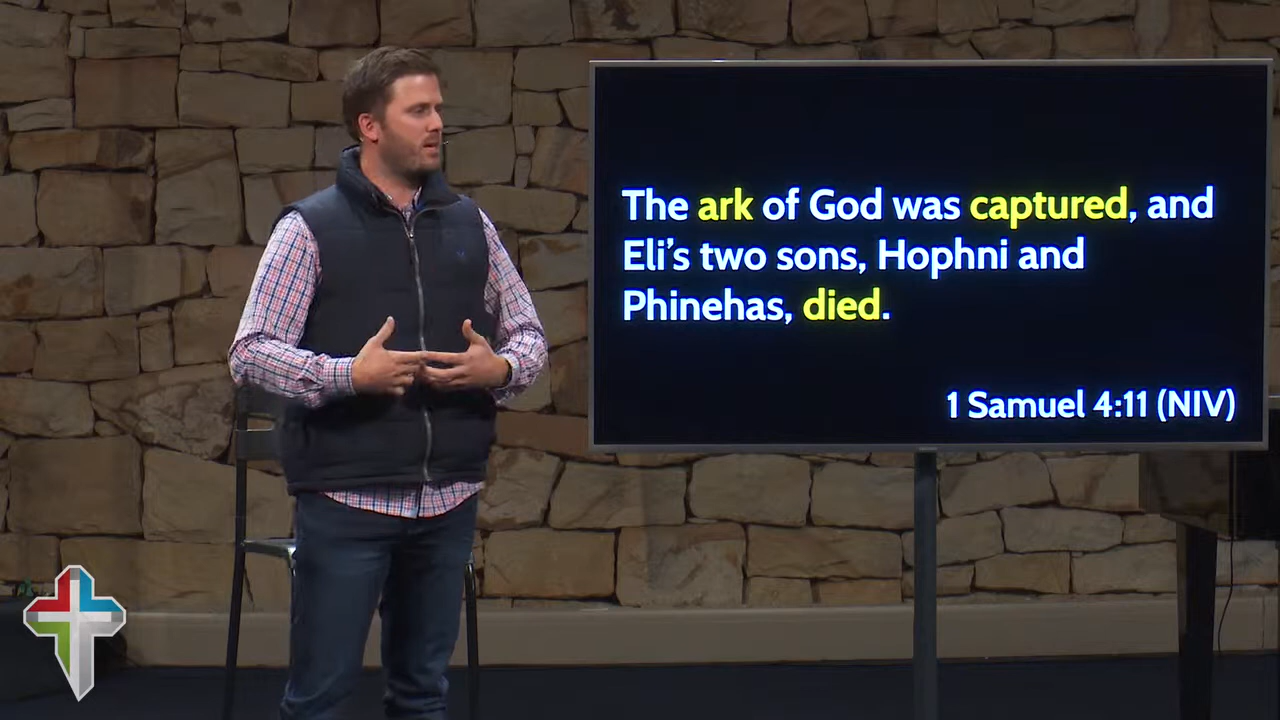 The ark of God was captured, and
Eli's two sons, Hophni and
Phinehas, died.
1 Samuel 4:11 (NIV)